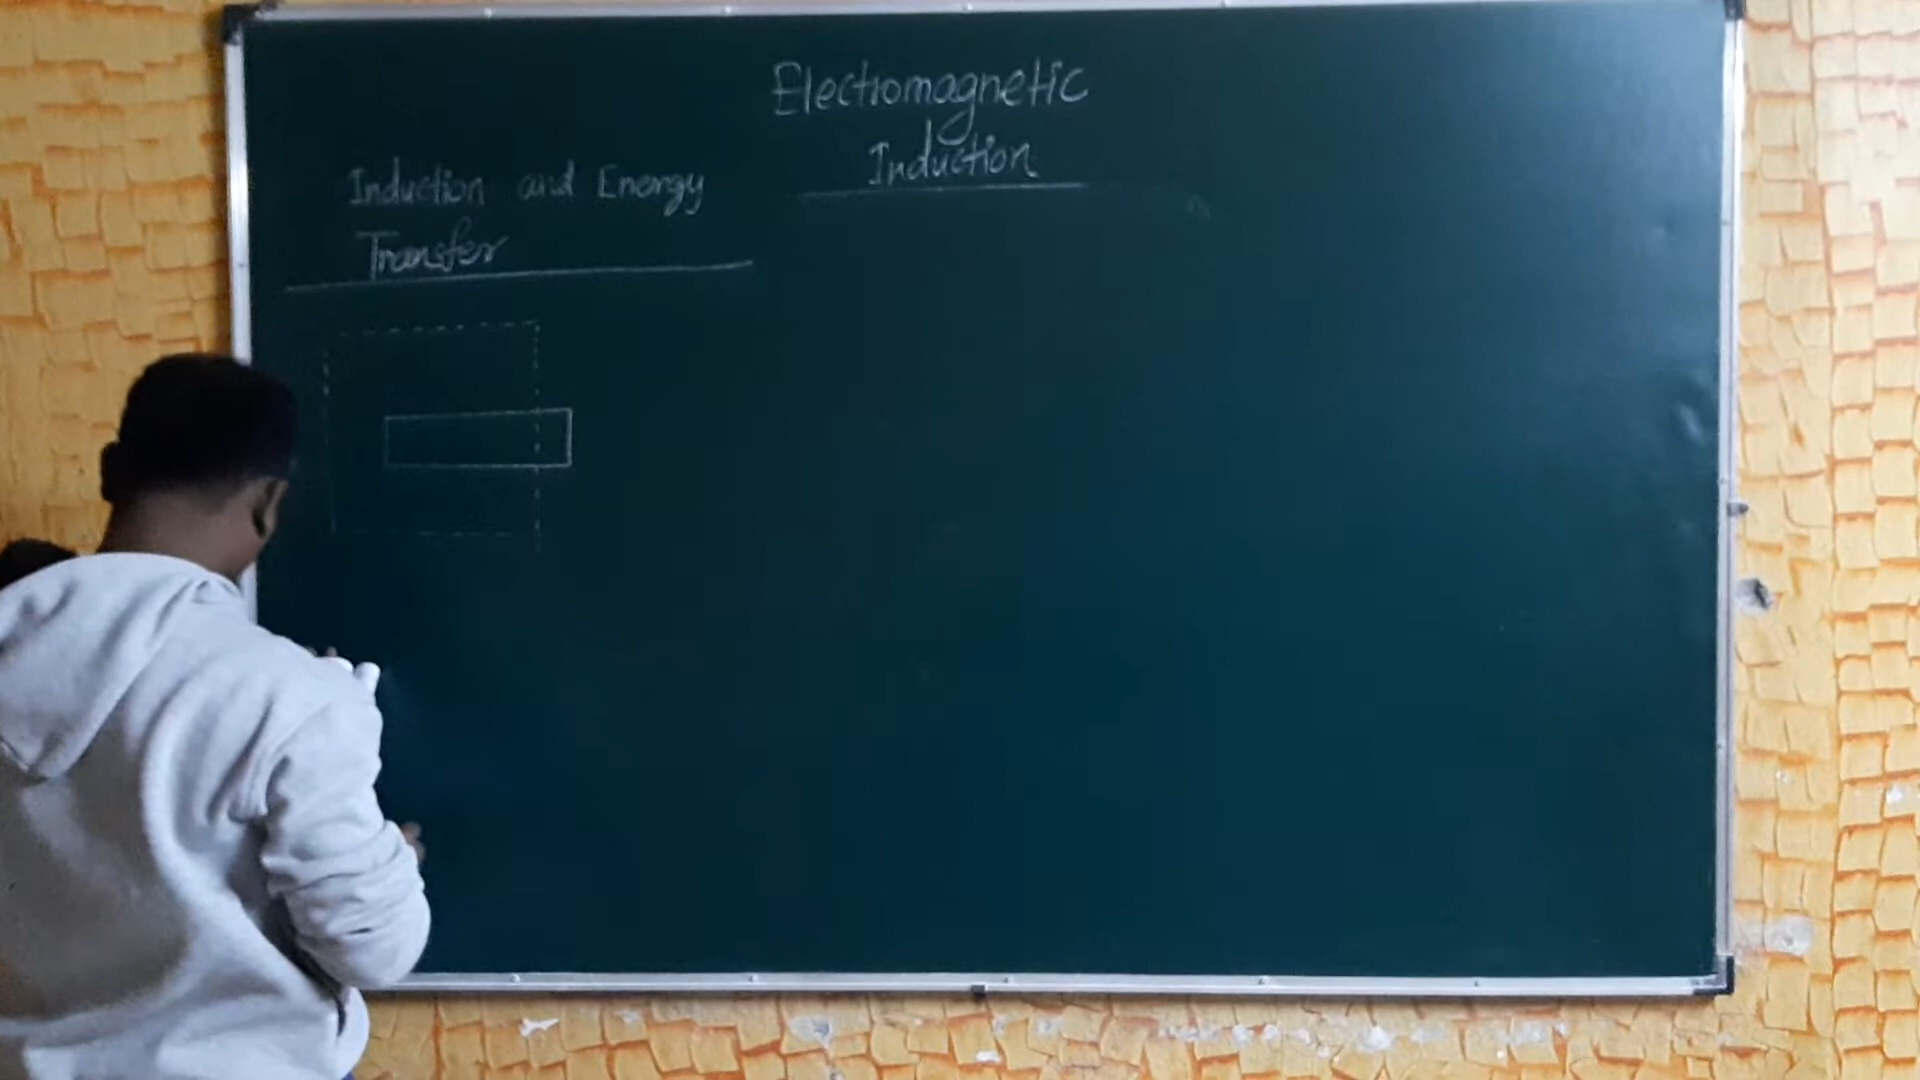 Electromagnetic
Induction
Induction and Energy
Transfer